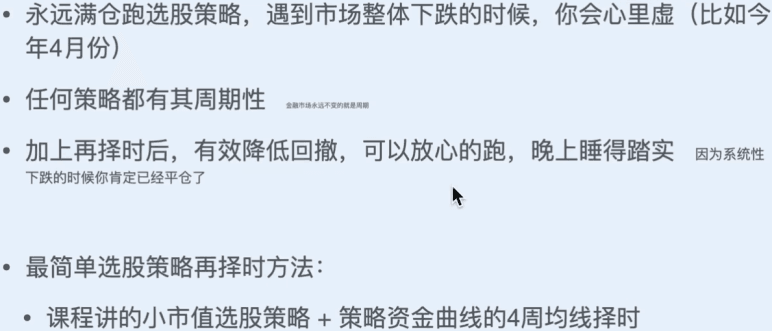 • 永远满仓跑选股策略，遇到市场整体下跌的时候，你会心里虚（比如今
年4月份）
• 任何策略都有其周期性 金融市场永远不变的就是周期
• 加上再择时后，有效降低回撤，可以放心的跑，晚上睡得踏实 因为系统性
下跌的时候你肯定已经平仓了
• 最简单选股策略再择时方法：
• 课程讲的小市值选股策略 + 策略资金曲线的4周均线择时